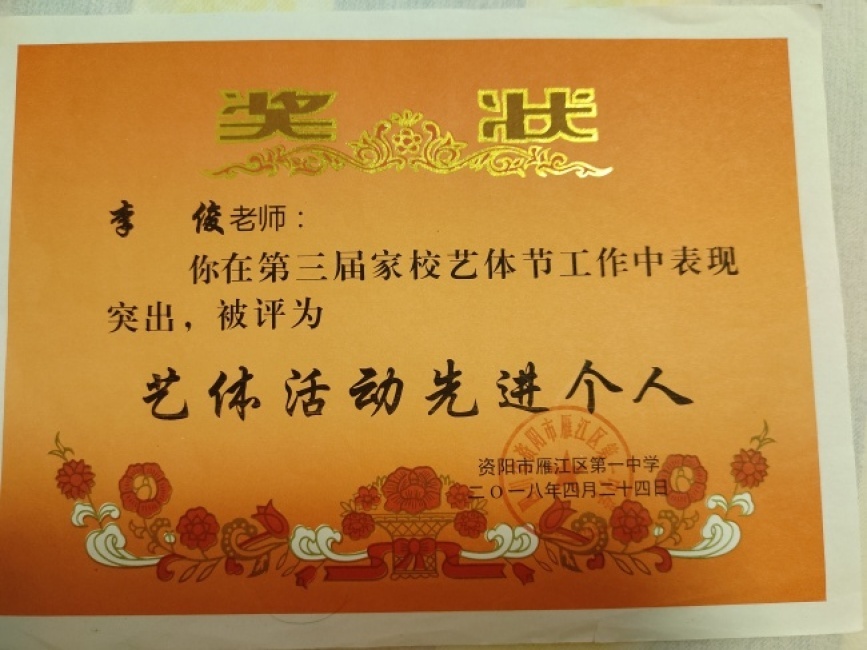 奖 状
李 俊老师：
你在第三届家校艺体节工作中表现
突出，被评为
艺体活动先进个人
资阳市雁江区第一中学
二〇一八年四月二十四日